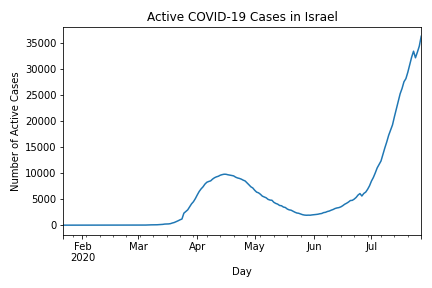 Active COVID-19 Cases in Israel
35000
30000
25000
20000
15000
10000
5000
0
Number of Active Cases
Feb Mar Apr May Jun Jul
2020
Day